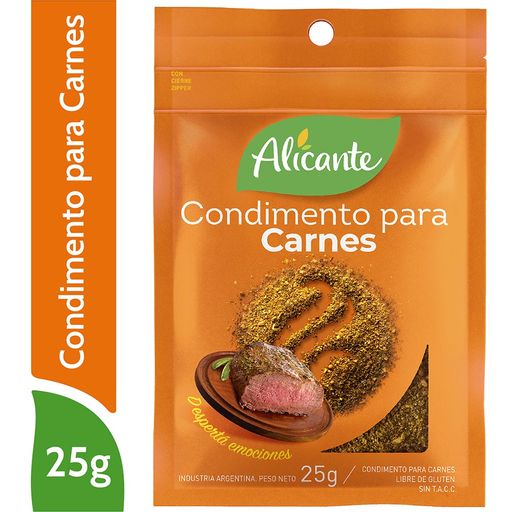 Condimento para Carnes
25g
CON
CIERRE
ZIPPER
Alicante
Condimento para
Carnes
Despertá emociones
INDUSTRIA ARGENTINA. PESO NETO 25g
CONDIMENTO PARA CARNES
LIBRE DE GLUTEN
SIN T.A.C.C.